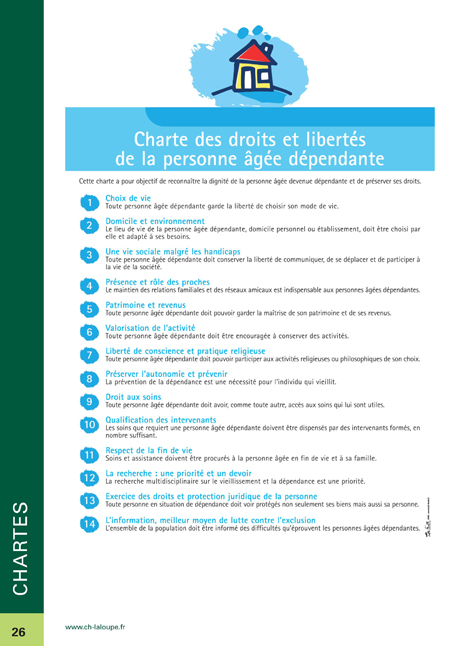 Charte des droits et libertés
de la personne âgée dépendante
Cette charte a pour objectif de reconnaître la dignité de la personne âgée devenue dépendante et de préserver ses droits.
1 Choix de vie
Toute personne âgée dépendante garde la liberté de choisir son mode de vie.
2 Domicile et environnement
Le lieu de vie de la personne âgée dépendante, domicile personnel ou établissement, doit être choisi par
elle et adapté à ses besoins.
3 Une vie sociale malgré les handicaps
Toute personne âgée dépendante doit conserver la liberté de communiquer, de se déplacer et de participer à
la vie de la société.
4 Présence et rôle des proches
Le maintien des relations familiales et des réseaux amicaux est indispensable aux personnes âgées dépendantes.
5 Patrimoine et revenus
Toute personne âgée dépendante doit pouvoir garder la maîtrise de son patrimoine et de ses revenus.
6 Valorisation de l'activité
Toute personne âgée dépendante doit être encouragée à conserver des activités.
7 Liberté de conscience et pratique religieuse
Toute personne âgée dépendante doit pouvoir participer aux activités religieuses ou philosophiques de son choix.
8 Préserver l'autonomie et prévenir
La prévention de la dépendance est une nécessité pour l'individu qui vieillit.
9 Droit aux soins
Toute personne âgée dépendante doit avoir, comme toute autre, accès aux soins qui lui sont utiles.
10 Qualification des intervenants
Les soins que requiert une personne âgée dépendante doivent être dispensés par des intervenants formés, en
nombre suffisant.
11 Respect de la fin de vie
Soins et assistance doivent être procurés à la personne âgée en fin de vie et à sa famille.
12 La recherche : une priorité et un devoir
La recherche multidisciplinaire sur le vieillissement et la dépendance est une priorité.
13 Exercice des droits et protection juridique de la personne
Toute personne en situation de dépendance doit voir protégés non seulement ses biens mais aussi sa personne.
14 L'information, meilleur moyen de lutte contre l'exclusion
L'ensemble de la population doit être informé des difficultés qu'éprouvent les personnes âgées dépendantes.
CHARTES
26
www.ch-laloupe.fr